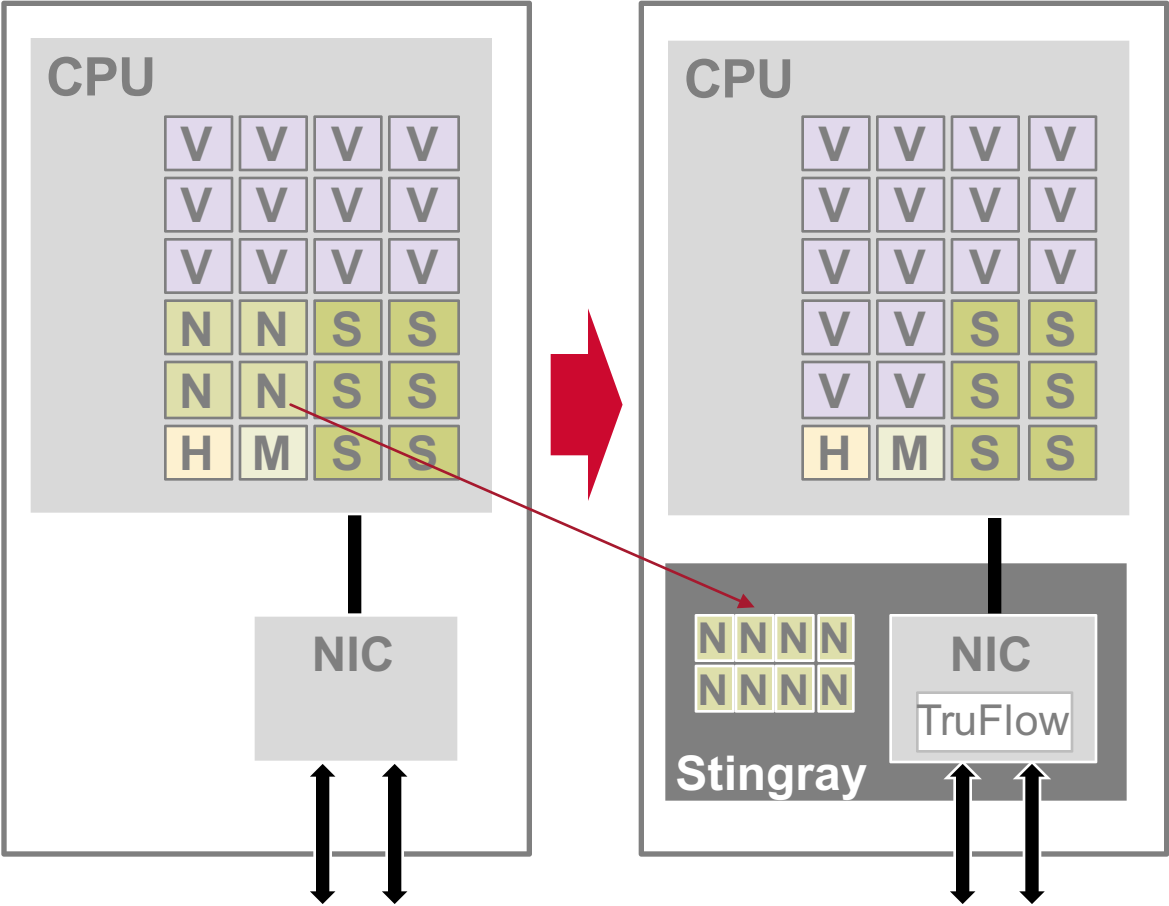 CPU
V V V V
V V V V
V V V V
N N S S
N N S S
H M S S
NIC
CPU
V V V V
V V V V
V V V V
V V S S
V V S S
H M S S
N N N N
N N N N
Stingray
NIC
TruFlow